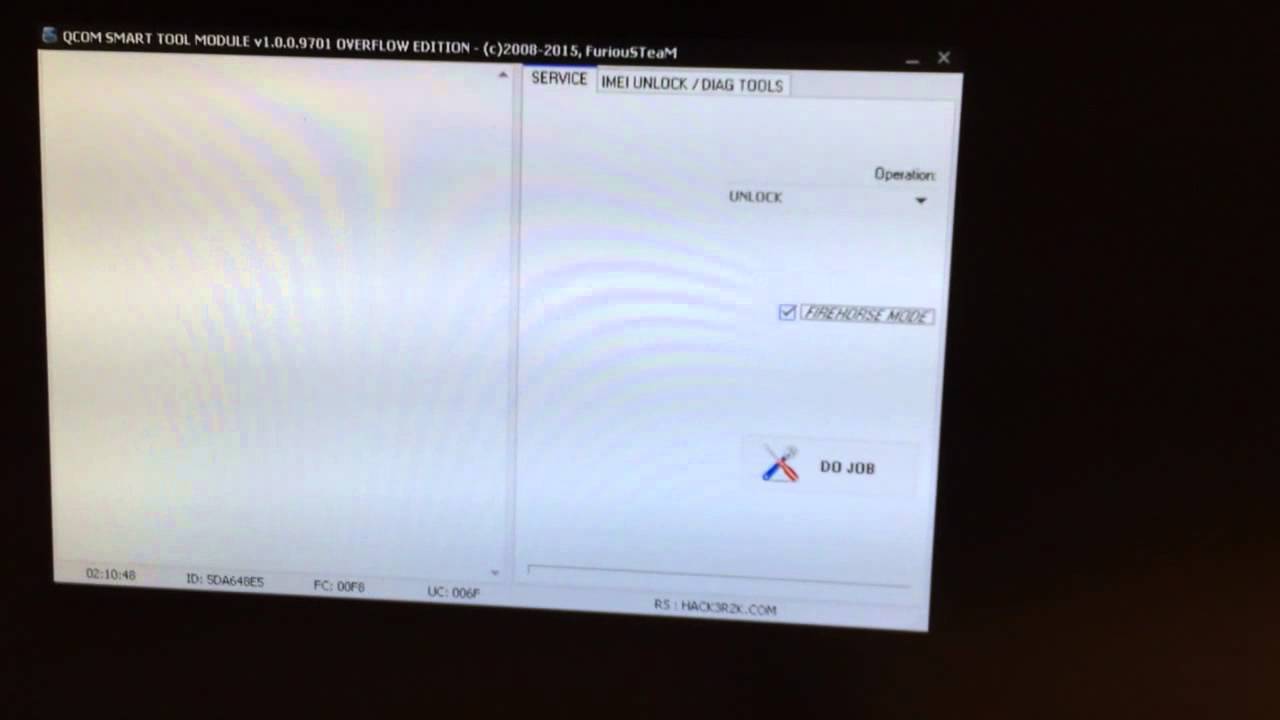 QCOM SMART TOOL MODULE v1.0.0.9701 OVERFLOW EDITION - (c)2008-2015, FuriouSTeaM
SERVICE
IMEI UNLOCK / DIAG TOOLS
Operation:
UNLOCK
FIREHORSE MODE
DO JOB
02:10:48
ID: 5DA648E5
FC: 00F8
UC: 006F
RS : HACK3R2K.COM